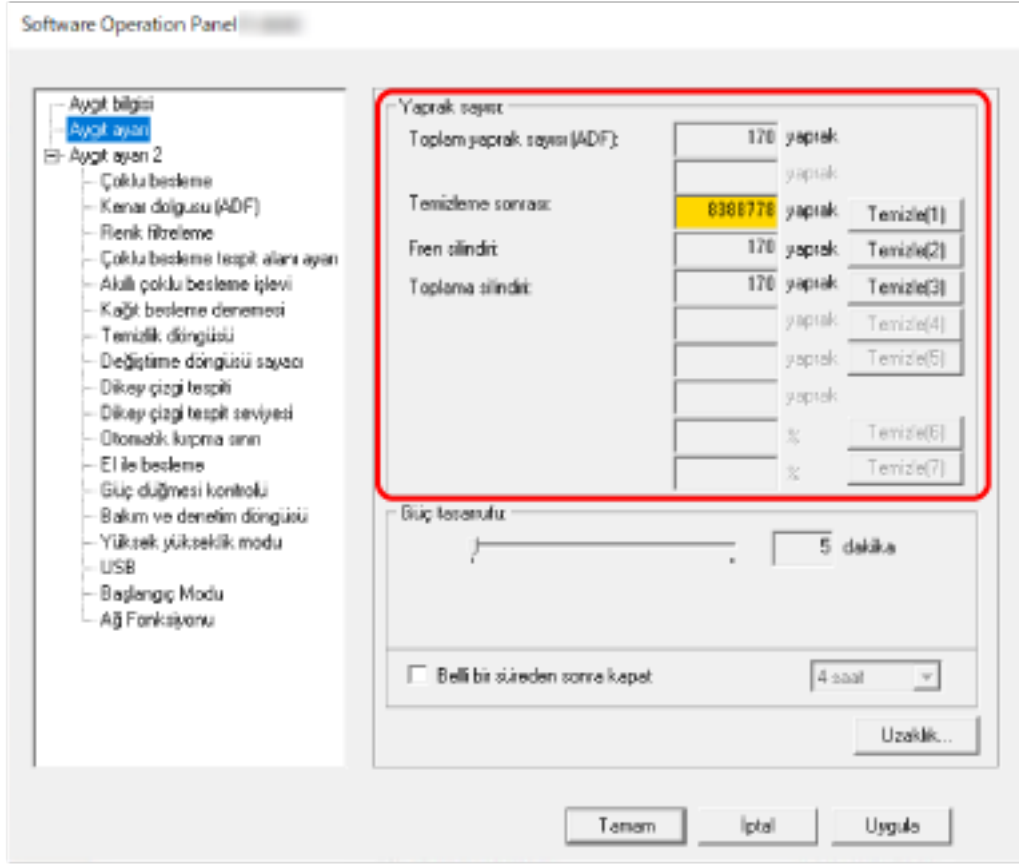 Software Operation Panel
Aygıt bilgisi
Aygıt ayarı
Aygıt ayarı 2
Çoklu besleme
Kenar dolgusu (ADF)
Renk filtreleme
Çoklu besleme tespit alanı ayarı
Akıllı çoklu besleme işlevi
Kağıt besleme denemesi
Temizlik döngüsü
Değiştirme döngüsü sayacı
Dikey çizgi tespiti
Dikey çizgi tespit seviyesi
Otomatik kırpma sınırı
El ile besleme
Güç düğmesi kontrolü
Bakım ve denetim döngüsü
Yüksek yükseklik modu
USB
Başlangıç Modu
Ağ Fonksiyonu
Yaprak sayısı:
Toplam yaprak sayısı (ADF): 170 yaprak
yaprak
Temizleme sonrası: 8388778 yaprak Temizle(1)
Fren silindiri: 170 yaprak Temizle(2)
Toplama silindiri: 170 yaprak Temizle(3)
yaprak Temizle(4)
yaprak Temizle(5)
yaprak
% Temizle(6)
% Temizle(7)
Güç tasarrufu:
5 dakika
Belli bir süreden sonra kapat 4 saat
Uzaklık...
Tamam İptal Uygula